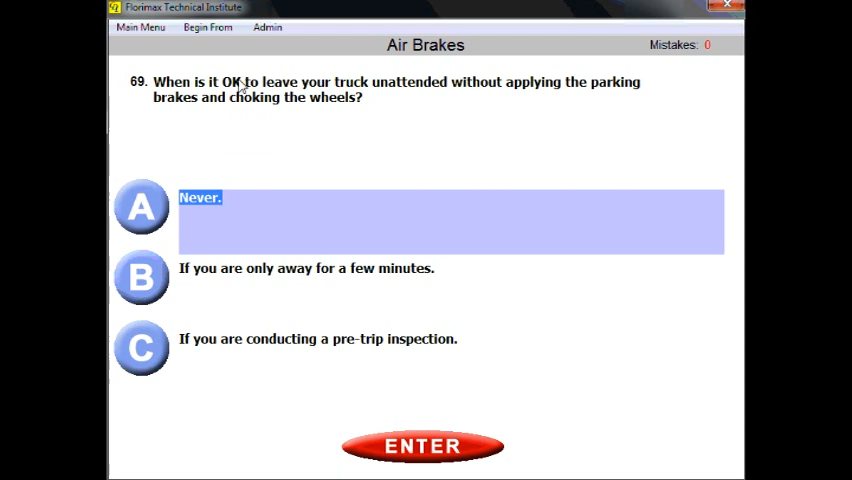 Florimax Technical Institute
Main Menu Begin From Admin
Air Brakes Mistakes: 0
69. When is it OK to leave your truck unattended without applying the parking
brakes and choking the wheels?
A Never.
B If you are only away for a few minutes.
C If you are conducting a pre-trip inspection.
ENTER